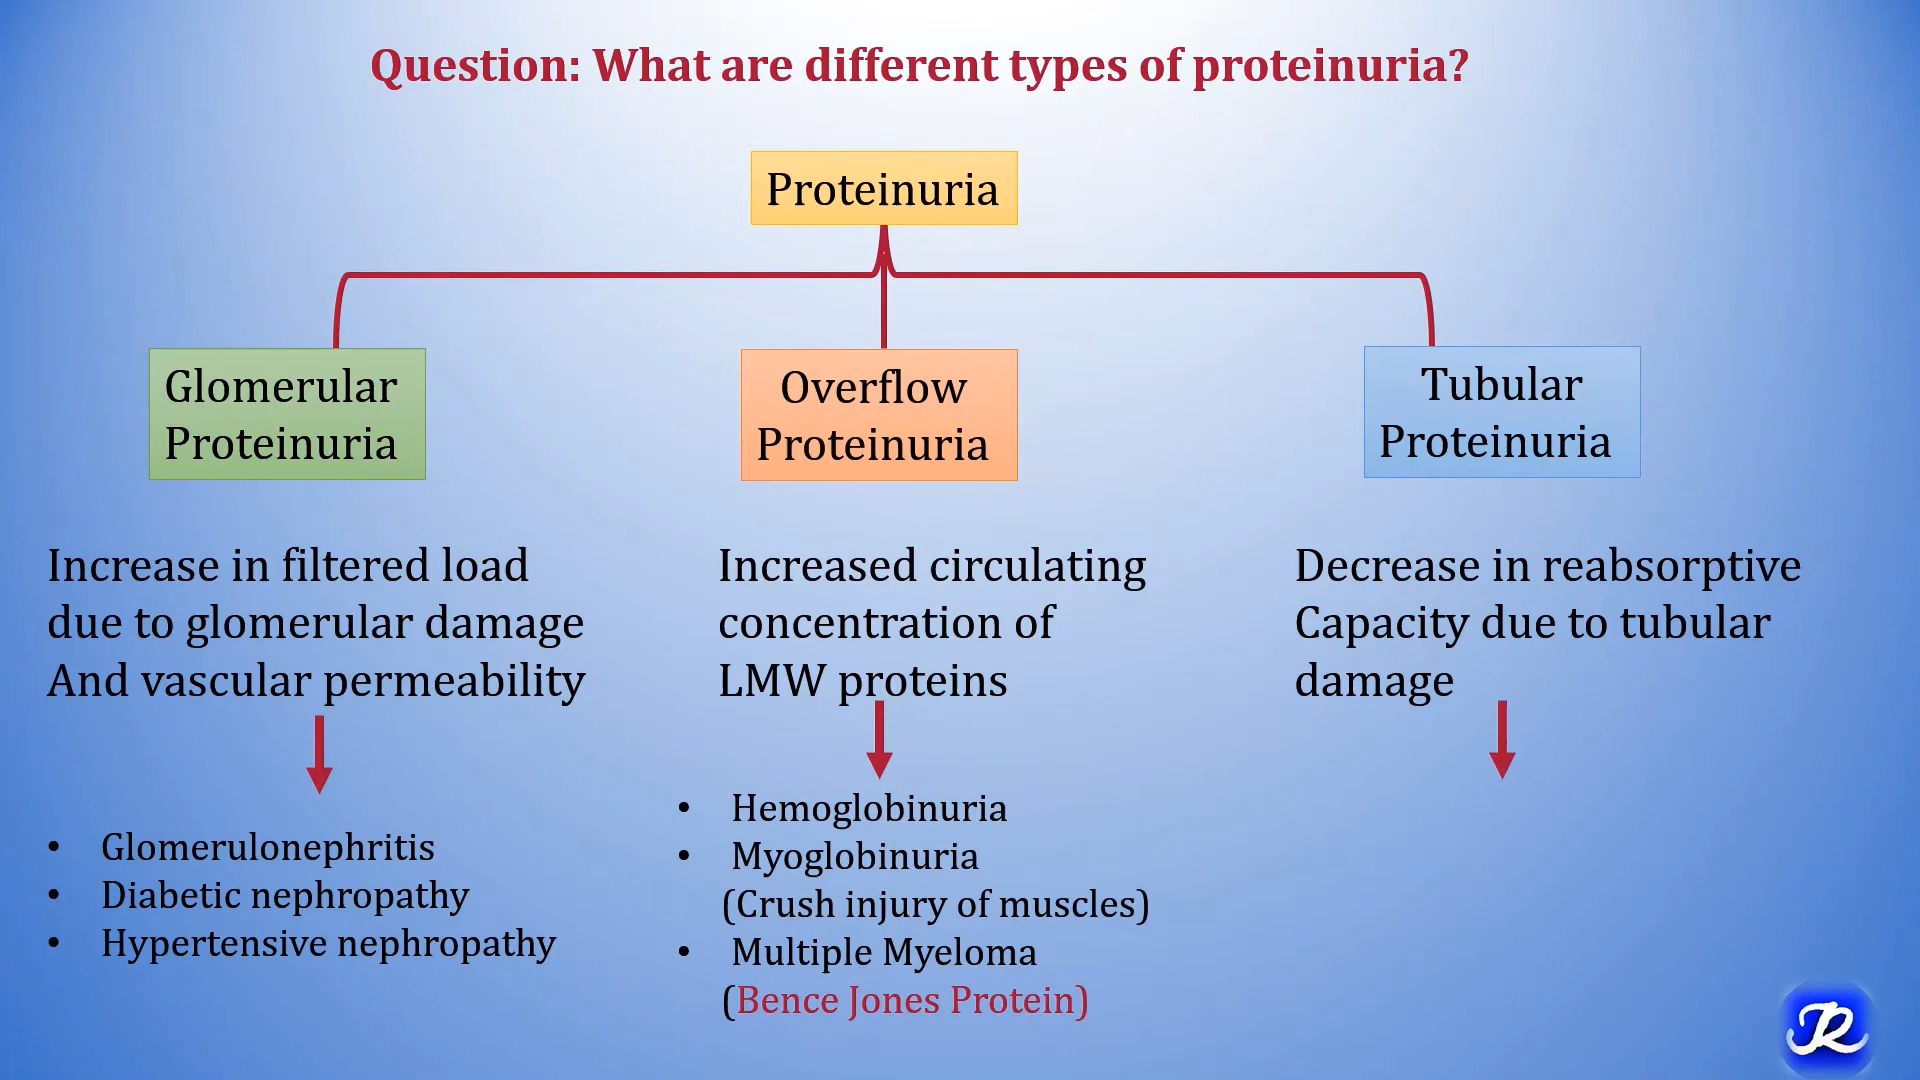 Question: What are different types of proteinuria?
Proteinuria
Glomerular
Proteinuria
Overflow
Proteinuria
Tubular
Proteinuria
Increase in filtered load
due to glomerular damage
And vascular permeability
Increased circulating
concentration of
LMW proteins
Decrease in reabsorptive
Capacity due to tubular
damage
• Glomerulonephritis
• Diabetic nephropathy
• Hypertensive nephropathy
• Hemoglobinuria
• Myoglobinuria
(Crush injury of muscles)
• Multiple Myeloma
(Bence Jones Protein)
JR